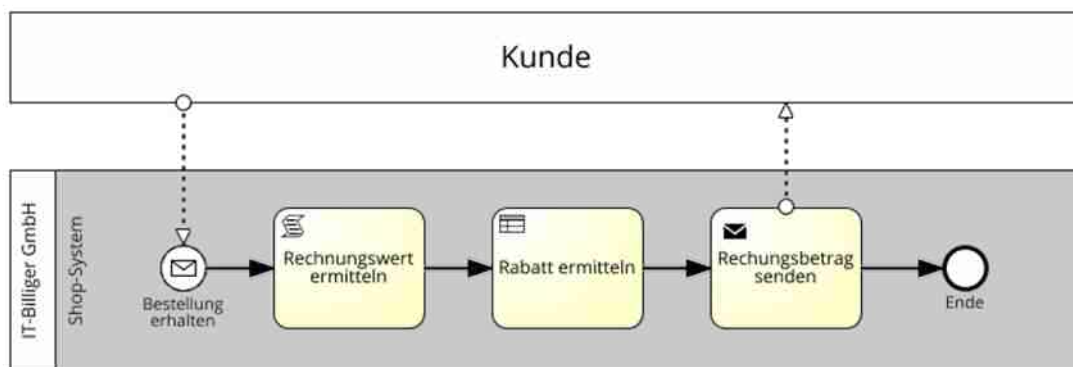 Kunde
IT-Billiger GmbH
Shop-System
Bestellung
erhalten
Rechnungswert
ermitteln
Rabatt ermitteln
Rechungsbetrag
senden
Ende